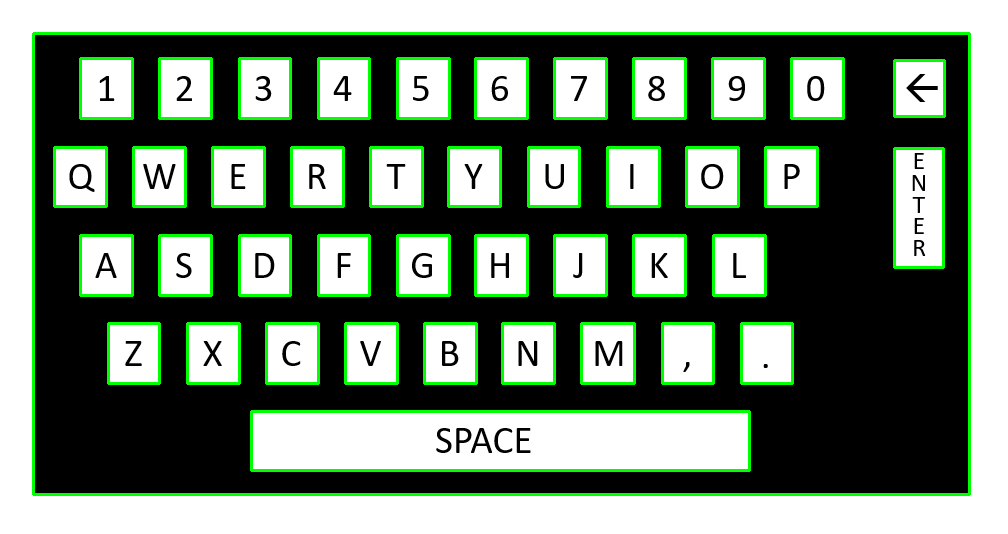 1 2 3 4 5 6 7 8 9 0 ←
Q W E R T Y U I O P ENTER
A S D F G H J K L
Z X C V B N M , .
SPACE